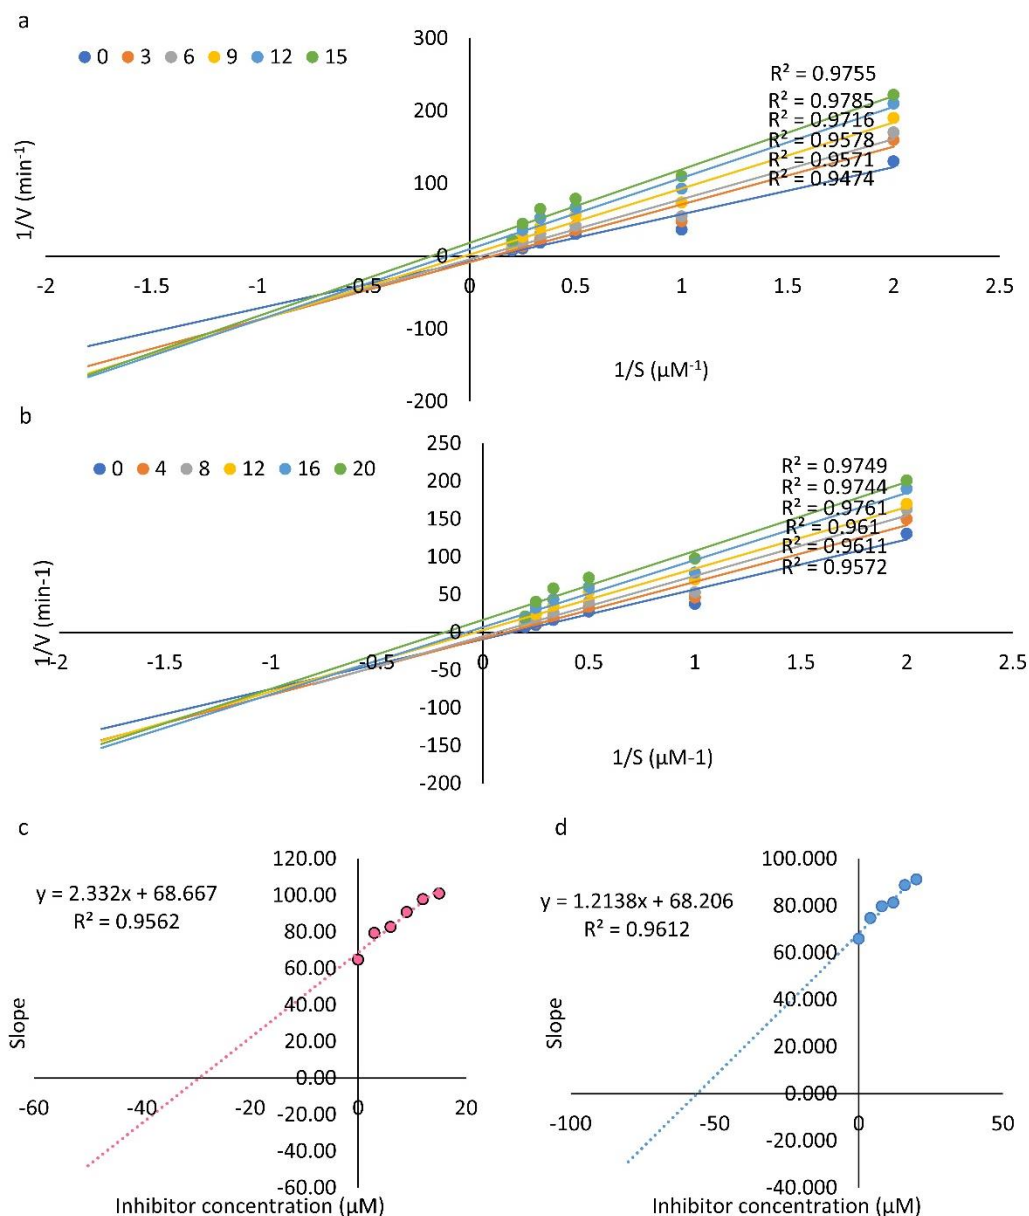 a
0 3 6 9 12 15
300
200
100
0
-100
-200
-2 -1.5 -1 -0.5 0 0.5 1 1.5 2 2.5
1/V (min⁻¹)
1/S (µM⁻¹)
R² = 0.9755
R² = 0.9785
R² = 0.9716
R² = 0.9578
R² = 0.9571
R² = 0.9474
b
0 4 8 12 16 20
250
200
150
100
50
0
-50
-100
-150
-200
-2 -1.5 -1 -0.5 0 0.5 1 1.5 2 2.5
1/V (min-1)
1/S (µM-1)
R² = 0.9749
R² = 0.9744
R² = 0.9761
R² = 0.961
R² = 0.9611
R² = 0.9572
c
y = 2.332x + 68.667
R² = 0.9562
120.00
100.00
80.00
60.00
40.00
20.00
0.00
-20.00
-40.00
-60.00
-60 -40 -20 0 20
Slope
Inhibitor concentration (µM)
d
y = 1.2138x + 68.206
R² = 0.9612
100.000
80.000
60.000
40.000
20.000
0.000
-20.000
-40.000
-100 -50 0 50
Slope
Inhibitor concentration (µM)